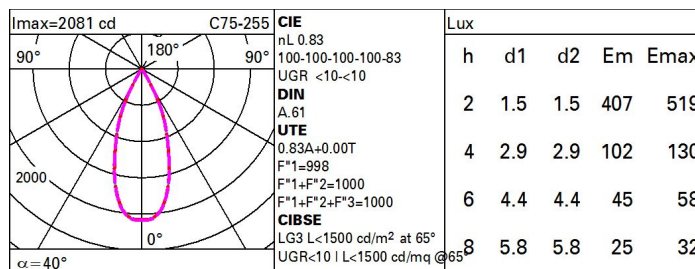 Imax=2081 cd C75-255
90° 180° 90°
2000
0°
α=40°
CIE
nL 0.83
100-100-100-100-83
UGR <10-<10
DIN
A.61
UTE
0.83A+0.00T
F"1=998
F"1+F"2=1000
F"1+F"2+F"3=1000
CIBSE
LG3 L<1500 cd/m² at 65°
UGR<10 | L<1500 cd/mq @65°
Lux
h d1 d2 Em Emax
2 1.5 1.5 407 519
4 2.9 2.9 102 130
6 4.4 4.4 45 58
8 5.8 5.8 25 32